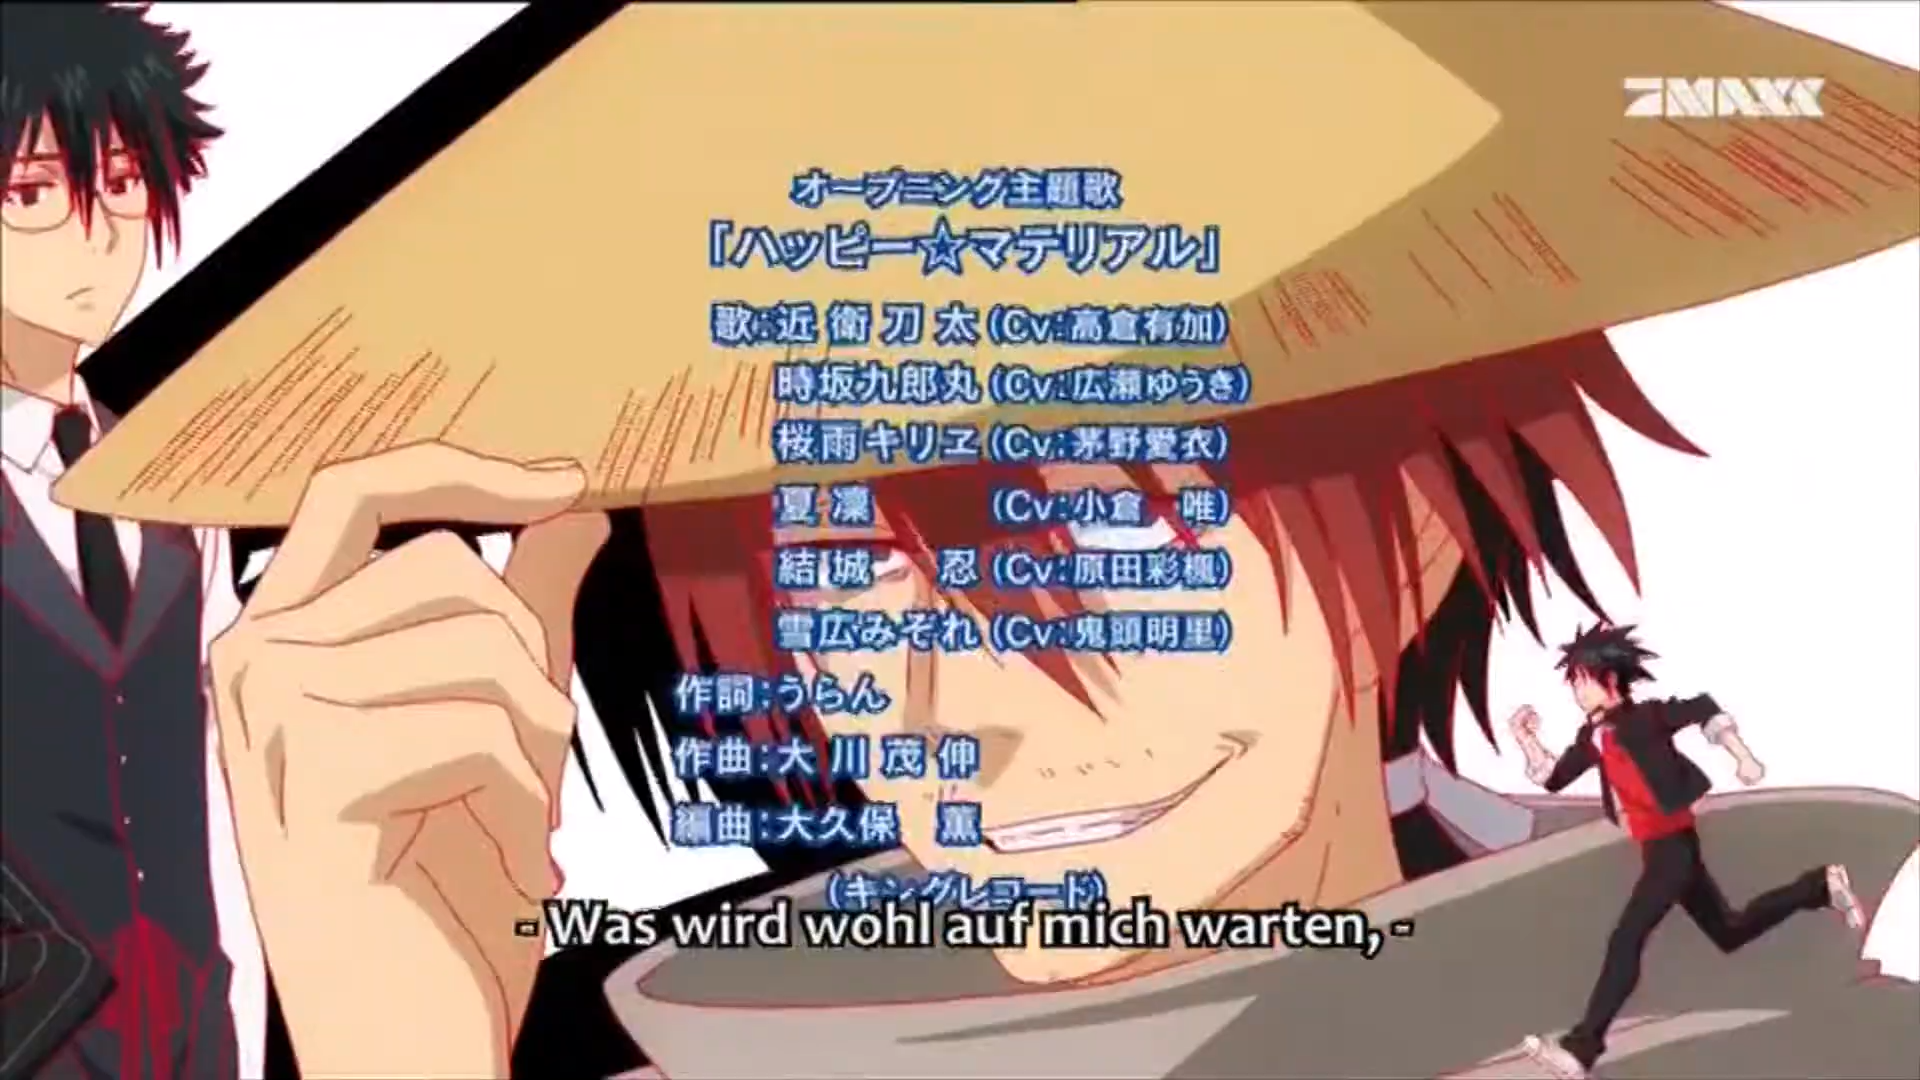 7MAXX
オープニング主題歌
「ハッピー☆マテリアル」
歌:近衛刀太(Cv:高倉有加)
時坂九郎丸(Cv:広瀬ゆうき)
桜雨キリヱ(Cv:茅野愛衣)
夏凜(Cv:小倉 唯)
結城 忍(Cv:原田彩楓)
雪広みぞれ(Cv:鬼頭明里)
作詞:うらん
作曲:大川茂伸
編曲:大久保 薫
(キングレコード)
- Was wird wohl auf mich warten, -